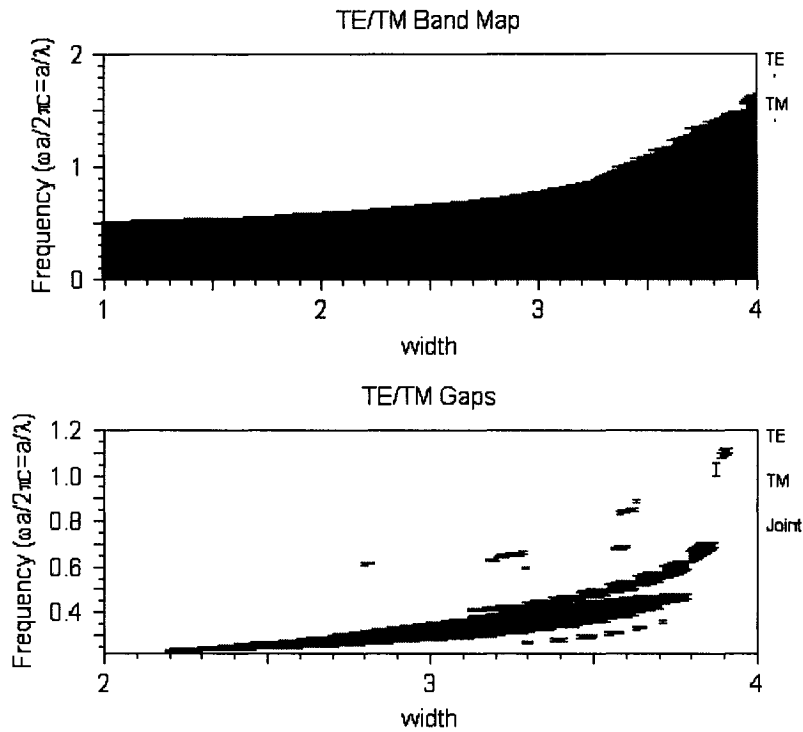 TE/TM Band Map
Frequency (ωa/2πc=a/λ)
2
1
0
1
2
3
4
width
TE
TM
TE/TM Gaps
Frequency (ωa/2πc=a/λ)
1.2
1.0
0.8
0.6
0.4
2
3
4
width
TE
TM
Joint